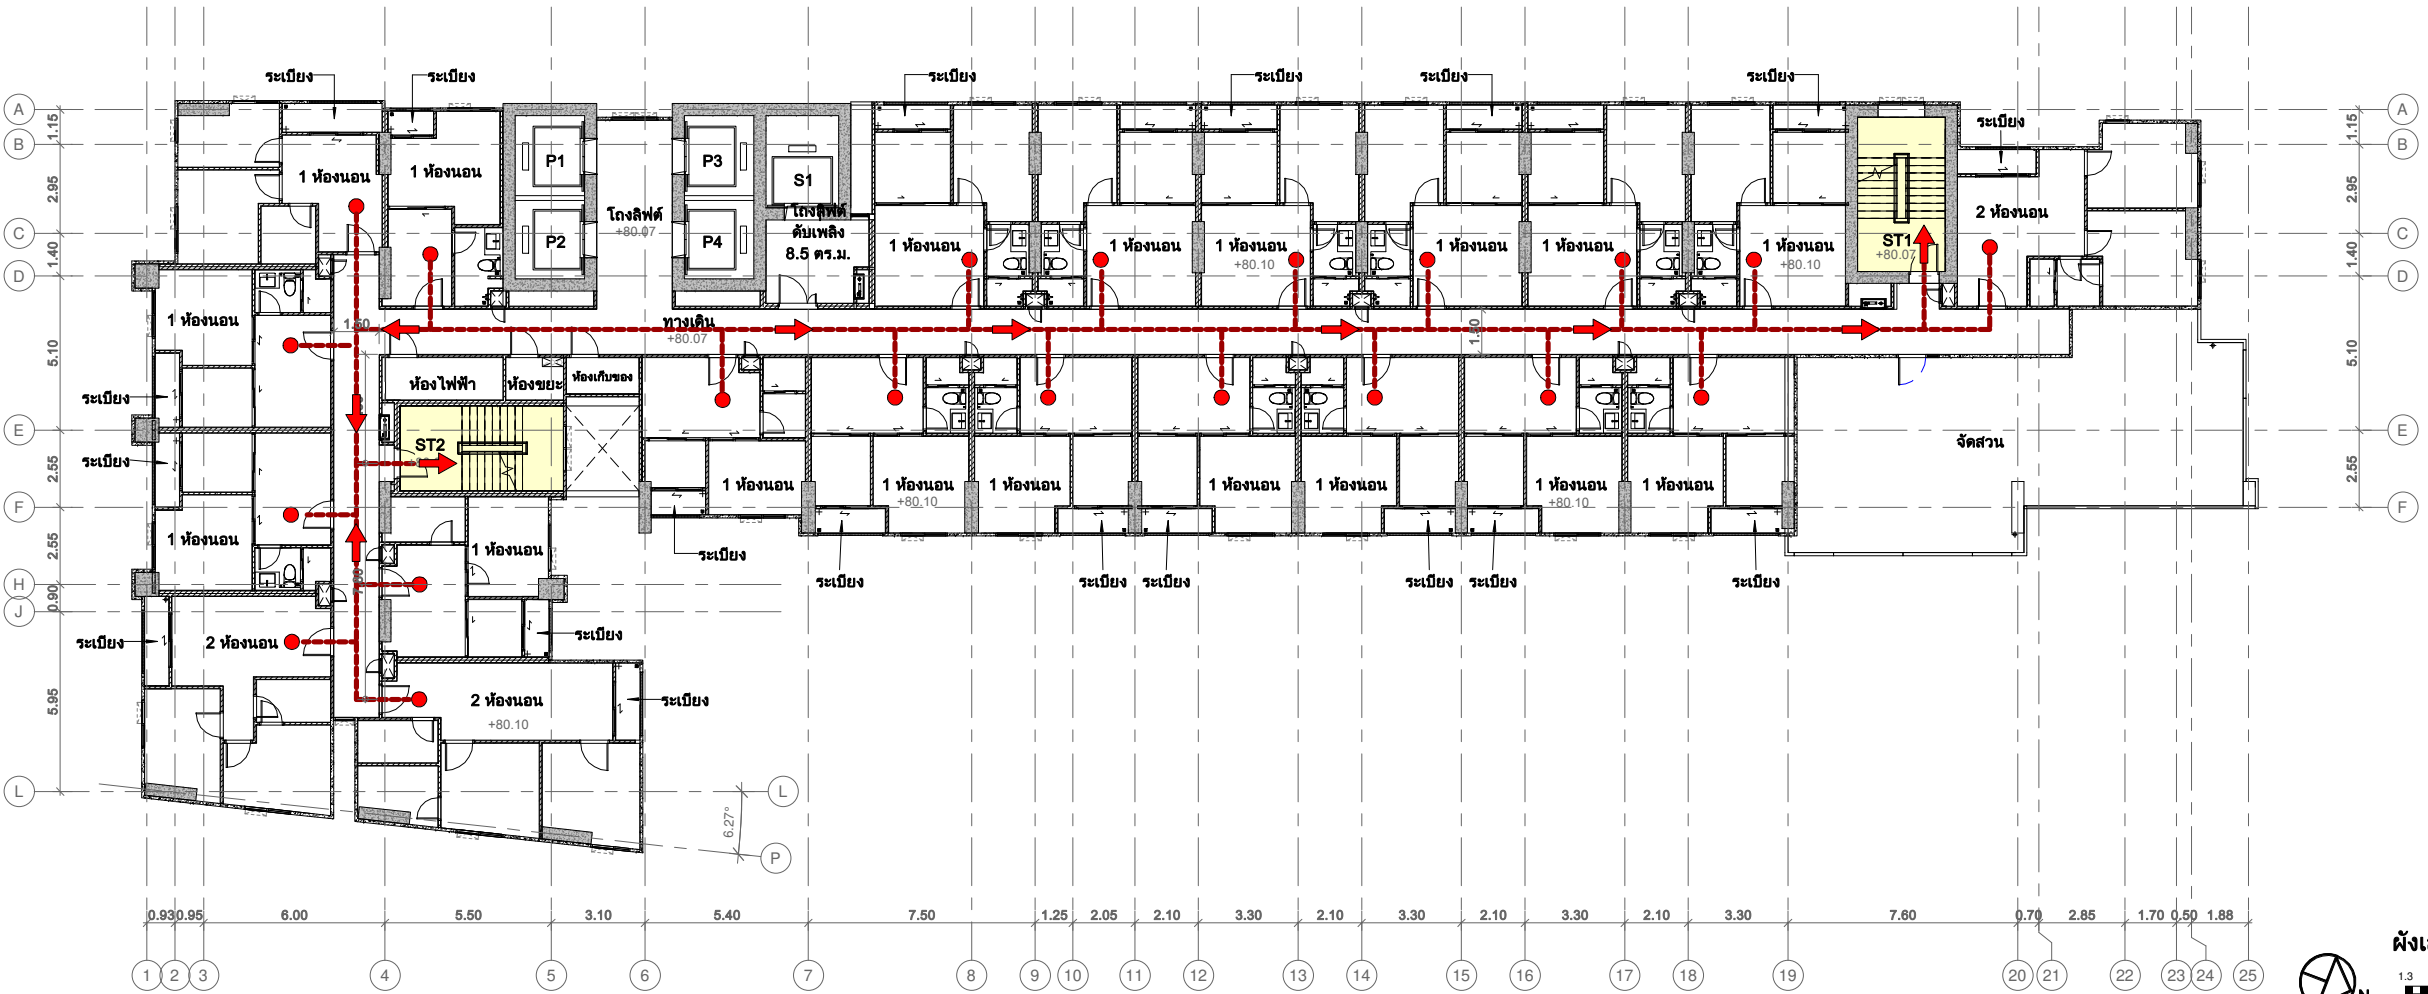 ระเบียง
ระเบียง
ระเบียง
ระเบียง
ระเบียง
ระเบียง
A
A
1.15
1.15
ระเบียง
B
B
P1
P3
1 ห้องนอน
1 ห้องนอน
S1
2.95
2.95
โถงลิฟต์
+80.07
โถงลิฟต์
ดับเพลิง
8.5 ตร.ม.
2 ห้องนอน
C
C
P2
P4
1 ห้องนอน
1 ห้องนอน
1 ห้องนอน
+80.10
1 ห้องนอน
1 ห้องนอน
1 ห้องนอน
+80.10
ST1
+80.07
1.40
1.40
D
D
1 ห้องนอน
1.50
ทางเดิน
+80.07
1.50
5.10
5.10
ห้องไฟฟ้า
ห้องขยะ
ห้องเก็บของ
ระเบียง
E
E
ST2
จัดสวน
ระเบียง
2.55
2.55
1 ห้องนอน
1 ห้องนอน
+80.10
1 ห้องนอน
1 ห้องนอน
1 ห้องนอน
1 ห้องนอน
+80.10
1 ห้องนอน
F
F
1 ห้องนอน
1 ห้องนอน
2.55
ระเบียง
ระเบียง
ระเบียง
ระเบียง
ระเบียง
ระเบียง
ระเบียง
H
0.90
J
ระเบียง
2 ห้องนอน
ระเบียง
5.95
2 ห้องนอน
+80.10
ระเบียง
L
L
6.27°
P
0.93 0.95 6.00 5.50 3.10 5.40 7.50 1.25 2.05 2.10 3.30 2.10 3.30 2.10 3.30 2.10 3.30 7.60 0.70 2.85 1.70 0.50 1.88
1 2 3 4 5 6 7 8 9 10 11 12 13 14 15 16 17 18 19 20 21 22 23 24 25
N
1.3